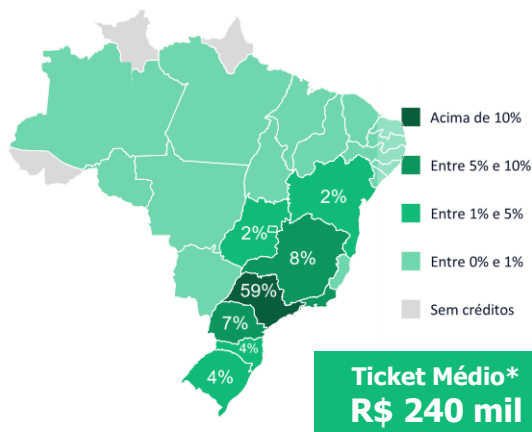 Acima de 10%
Entre 5% e 10%
2%
Entre 1% e 5%
2%
8%
Entre 0% e 1%
59%
Sem créditos
7%
4%
4%
Ticket Médio*
R$ 240 mil